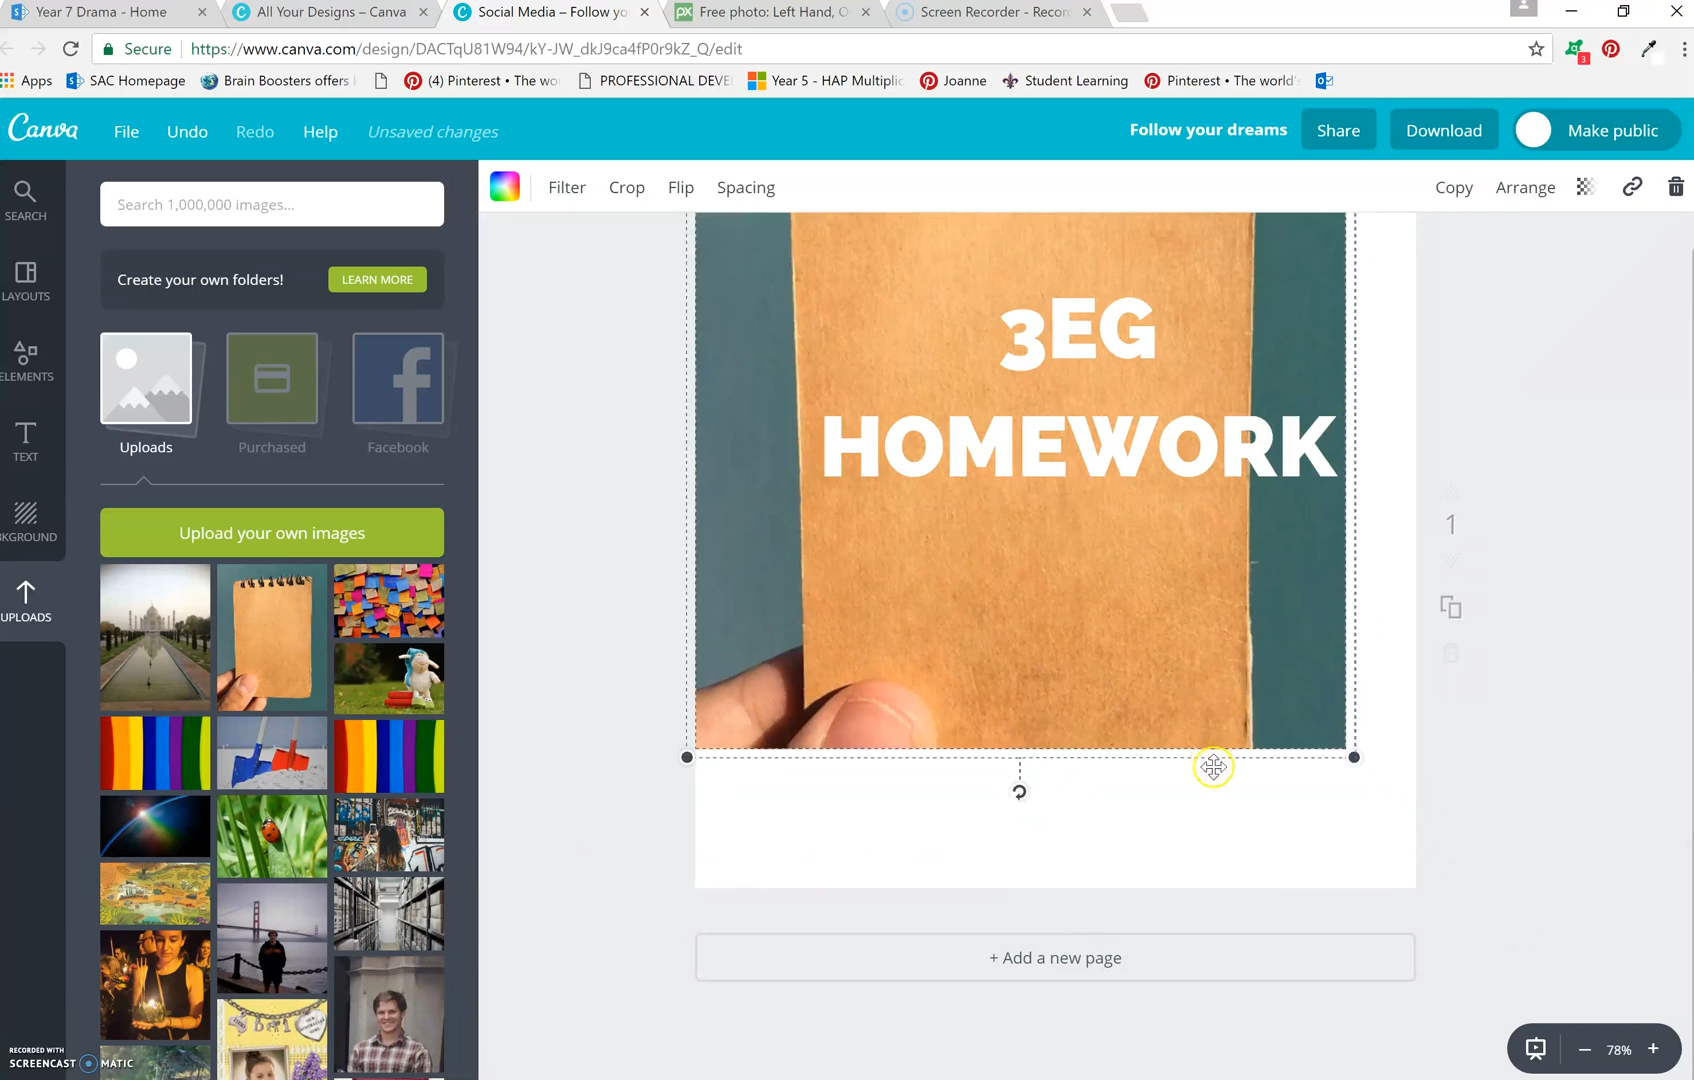 Year 7 Drama - Home
All Your Designs – Canva
Social Media – Follow yo
Free photo: Left Hand, O
Screen Recorder - Recor
Secure
https://www.canva.com/design/DACTqU81W94/kY-JW_dkJ9ca4fP0r9kZ_Q/edit
3
Apps
SAC Homepage
Brain Boosters offers
(4) Pinterest • The wo
PROFESSIONAL DEVE
Year 5 - HAP Multiplic
Joanne
Student Learning
Pinterest • The world's
Canva
File
Undo
Redo
Help
Unsaved changes
Follow your dreams
Share
Download
Make public
Filter
Crop
Flip
Spacing
Copy
Arrange
SEARCH
LAYOUTS
ELEMENTS
TEXT
BKGROUND
UPLOADS
Search 1,000,000 images...
Create your own folders!
LEARN MORE
Uploads
Purchased
Facebook
Upload your own images
3EG
HOMEWORK
1
+ Add a new page
78%
RECORDED WITH
SCREENCAST MATIC